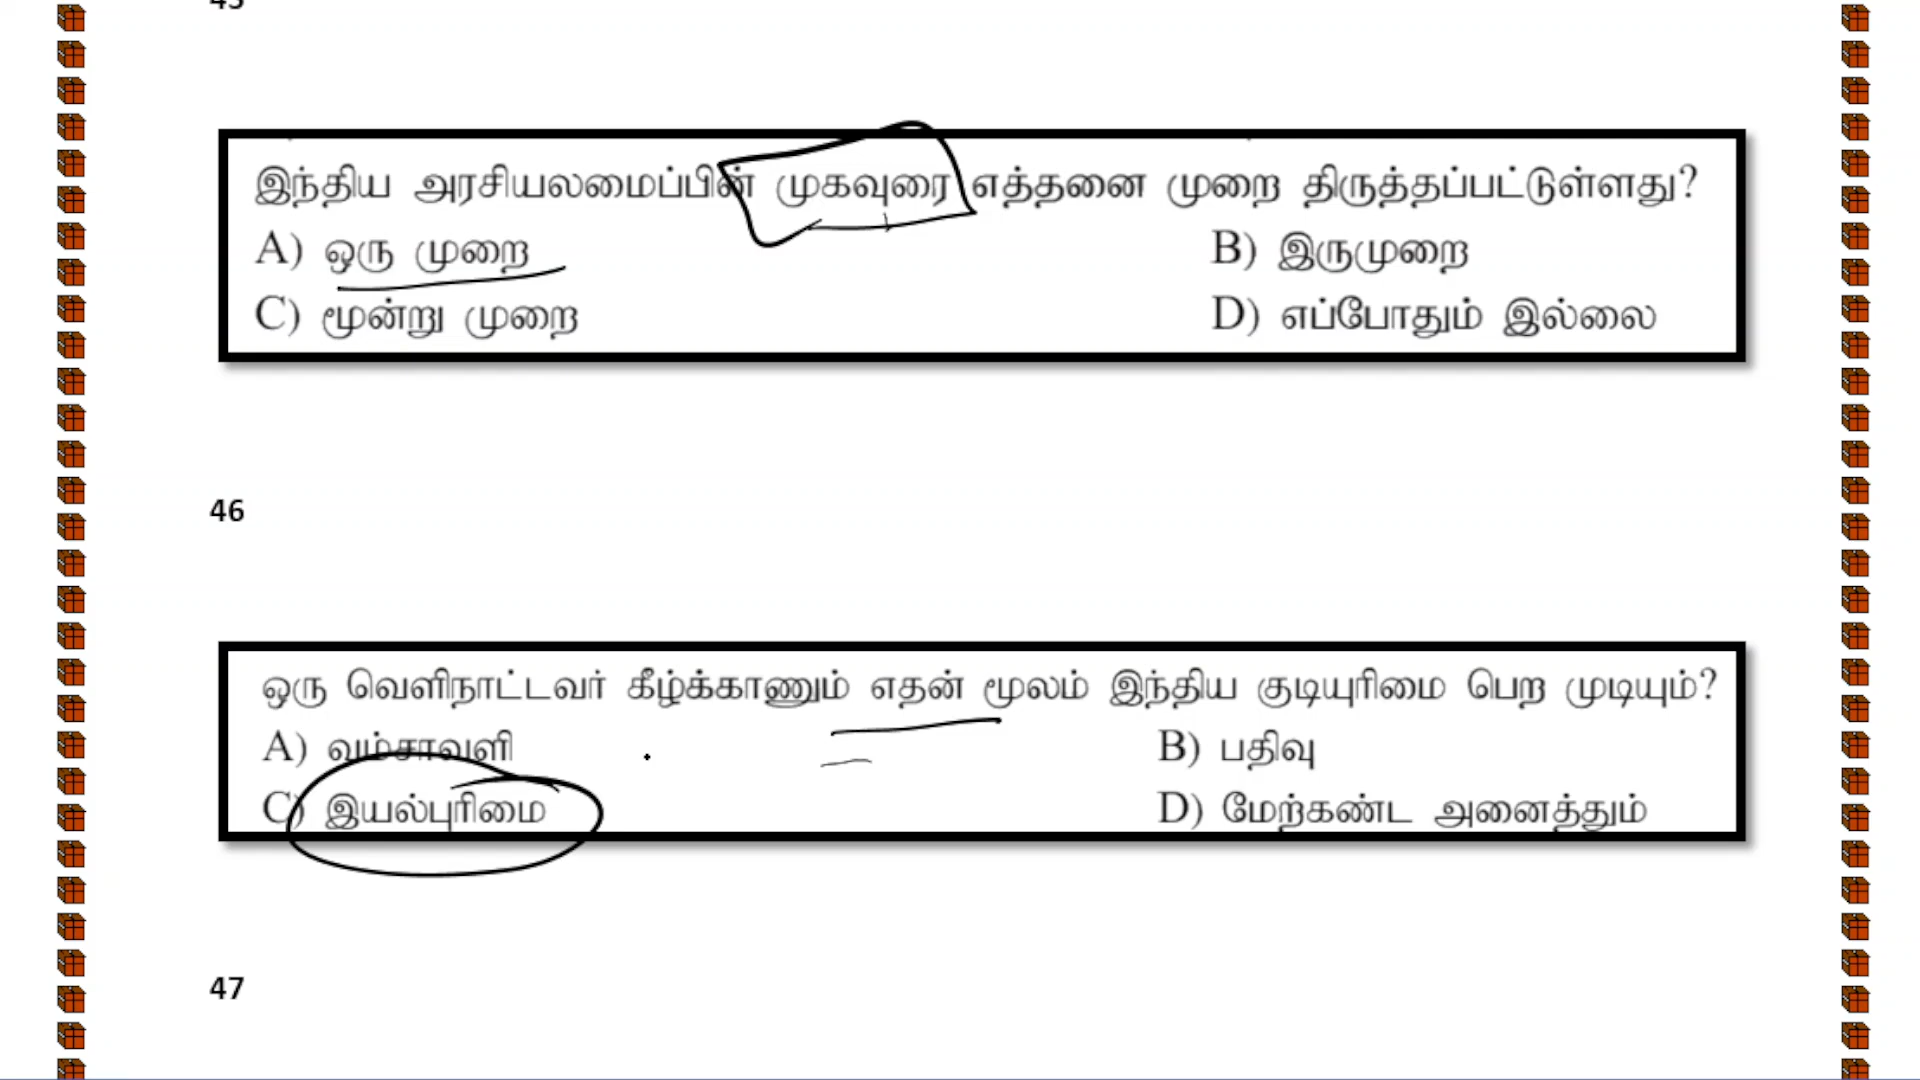 இந்திய அரசியலமைப்பின் முகவுரை எத்தனை முறை திருத்தப்பட்டுள்ளது?
A) ஒரு முறை B) இருமுறை
C) மூன்று முறை D) எப்போதும் இல்லை
46
ஒரு வெளிநாட்டவர் கீழ்க்காணும் எதன் மூலம் இந்திய குடியுரிமை பெற முடியும்?
A) வம்சாவளி B) பதிவு
C) இயல்புரிமை D) மேற்கண்ட அனைத்தும்
47